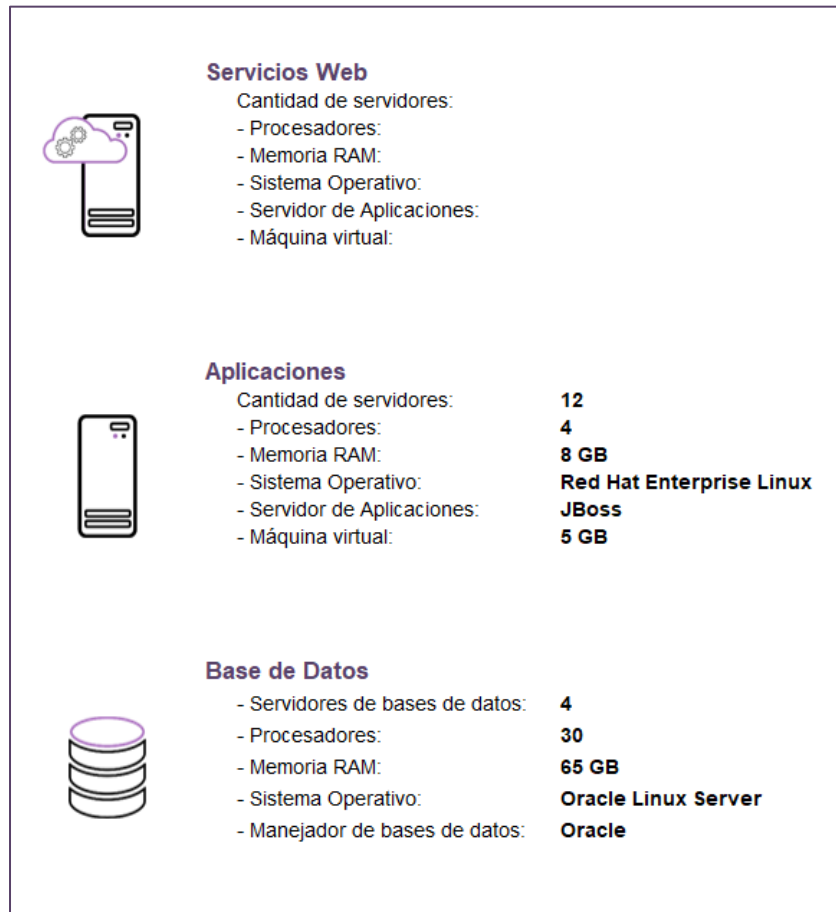 Servicios Web
Cantidad de servidores:
- Procesadores:
- Memoria RAM:
- Sistema Operativo:
- Servidor de Aplicaciones:
- Máquina virtual:
Aplicaciones
Cantidad de servidores: 12
- Procesadores: 4
- Memoria RAM: 8 GB
- Sistema Operativo: Red Hat Enterprise Linux
- Servidor de Aplicaciones: JBoss
- Máquina virtual: 5 GB
Base de Datos
- Servidores de bases de datos: 4
- Procesadores: 30
- Memoria RAM: 65 GB
- Sistema Operativo: Oracle Linux Server
- Manejador de bases de datos: Oracle